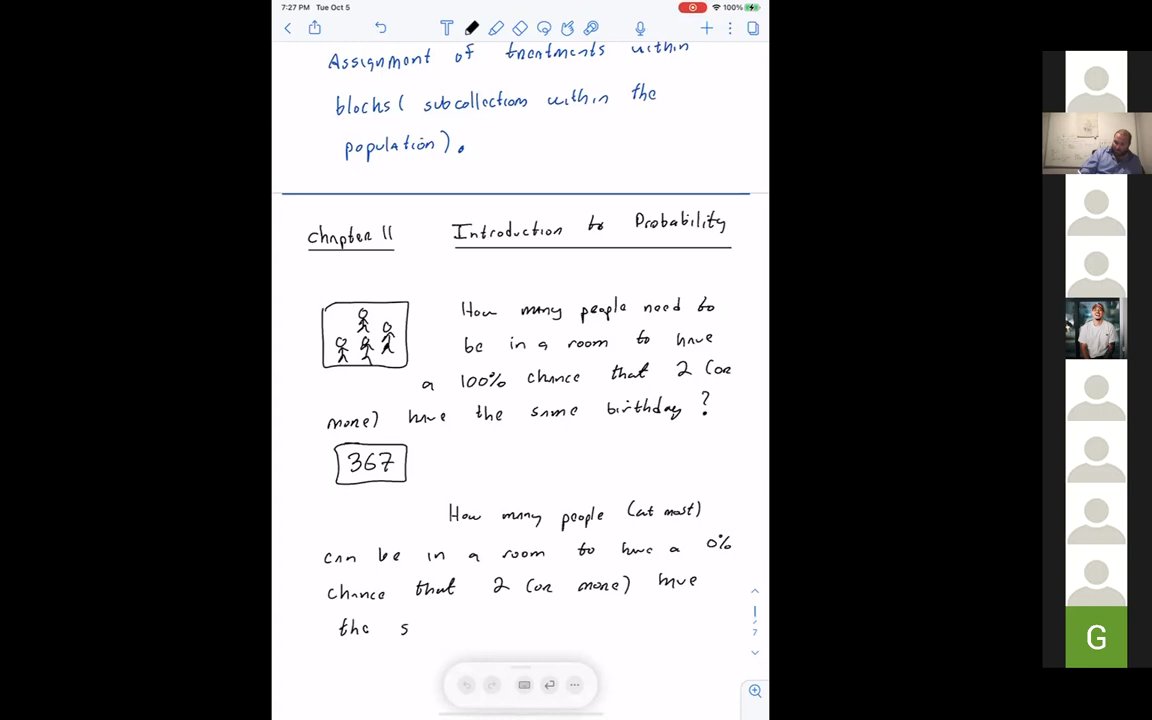 7:27 PM Tue Oct 5
100%
Assignment of treatments within
blocks ( subcollections within the
population ) .
Chapter 11 Introduction to Probability
How many people need to
be in a room to have
a 100% chance that 2 (or
more) have the same birthday ?
367
How many people (at most)
can be in a room to have a 0%
chance that 2 (or more) have
the s
1
7
G